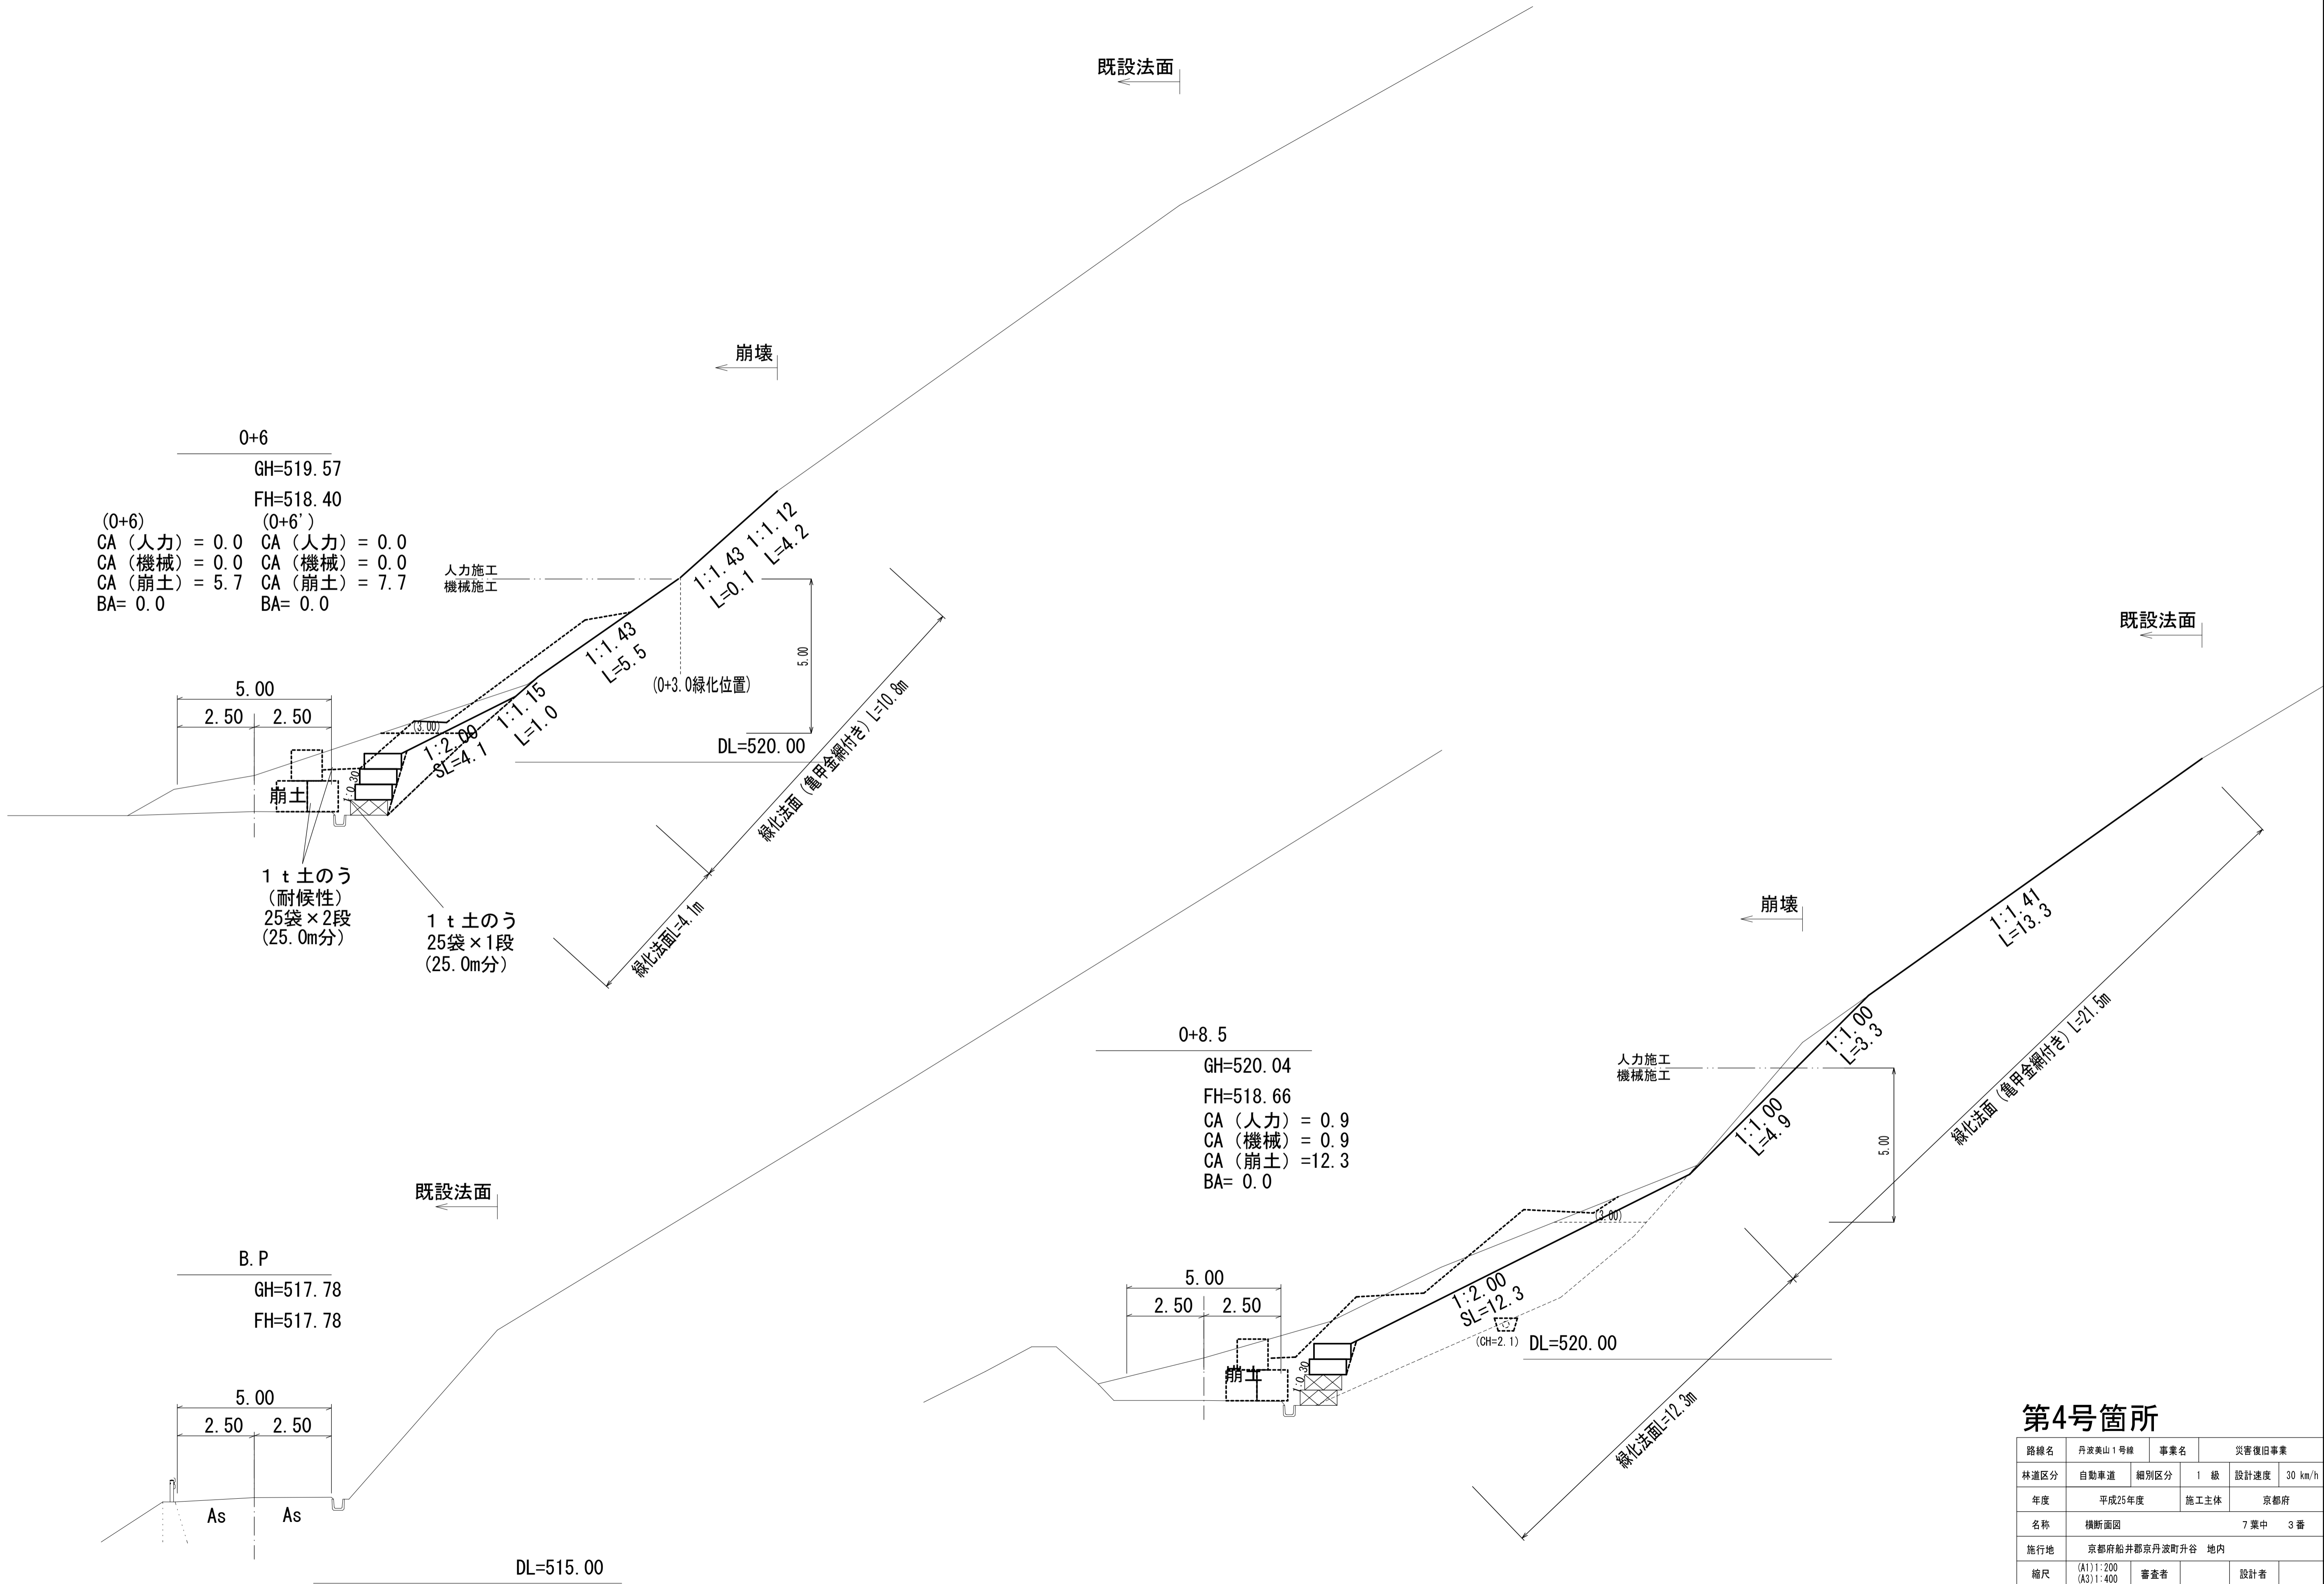 既設法面
崩壊
0+6
GH=519.57
FH=518.40
(0+6) (0+6')
CA (人力) = 0.0 CA (人力) = 0.0
CA (機械) = 0.0 CA (機械) = 0.0
CA (崩土) = 5.7 CA (崩土) = 7.7
BA= 0.0 BA= 0.0
人力施工
機械施工
1:1.12
L=4.2
1:1.43
L=0.1
1:1.43
L=5.5
(0+3.0緑化位置)
5.00
1:1.15
L=1.0
(3.00)
1:2.00
SL=4.1
DL=520.00
5.00
2.50 2.50
1:0.30
崩土
緑化法面(亀甲金網付き)L=10.8m
緑化法面L=4.1m
1t土のう
(耐候性)
25袋×2段
(25.0m分)
1t土のう
25袋×1段
(25.0m分)
既設法面
崩壊
1:1.41
L=13.3
0+8.5
GH=520.04
FH=518.66
CA (人力) = 0.9
CA (機械) = 0.9
CA (崩土) =12.3
BA= 0.0
人力施工
機械施工
1:1.00
L=3.3
1:1.00
L=4.9
5.00
緑化法面(亀甲金網付き)L=21.5m
(3.00)
1:2.00
SL=12.3
(CH=2.1)
DL=520.00
5.00
2.50 2.50
1:0.30
崩土
緑化法面L=12.3m
既設法面
B.P
GH=517.78
FH=517.78
5.00
2.50 2.50
As As
DL=515.00
第4号箇所
路線名 丹波美山1号線 事業名 災害復旧事業
林道区分 自動車道 細別区分 1 級 設計速度 30 km/h
年度 平成25年度 施工主体 京都府
名称 横断面図 7葉中 3番
施行地 京都府船井郡京丹波町升谷 地内
縮尺 (A1)1:200 審査者 設計者
(A3)1:400